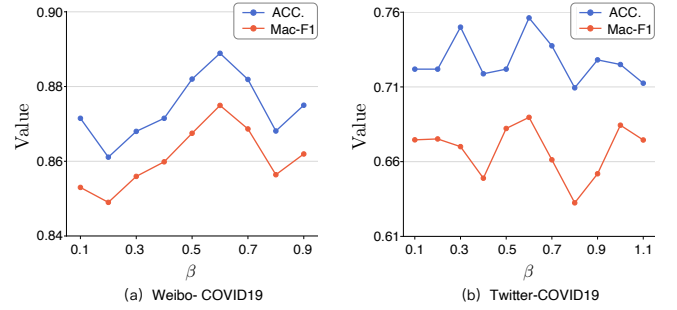 0.90
0.88
0.86
0.84
Value
ACC.
Mac-F1
0.1 0.3 0.5 0.7 0.9
β
(a) Weibo- COVID19
0.76
0.71
0.66
0.61
Value
ACC.
Mac-F1
0.1 0.3 0.5 0.7 0.9 1.1
β
(b) Twitter-COVID19